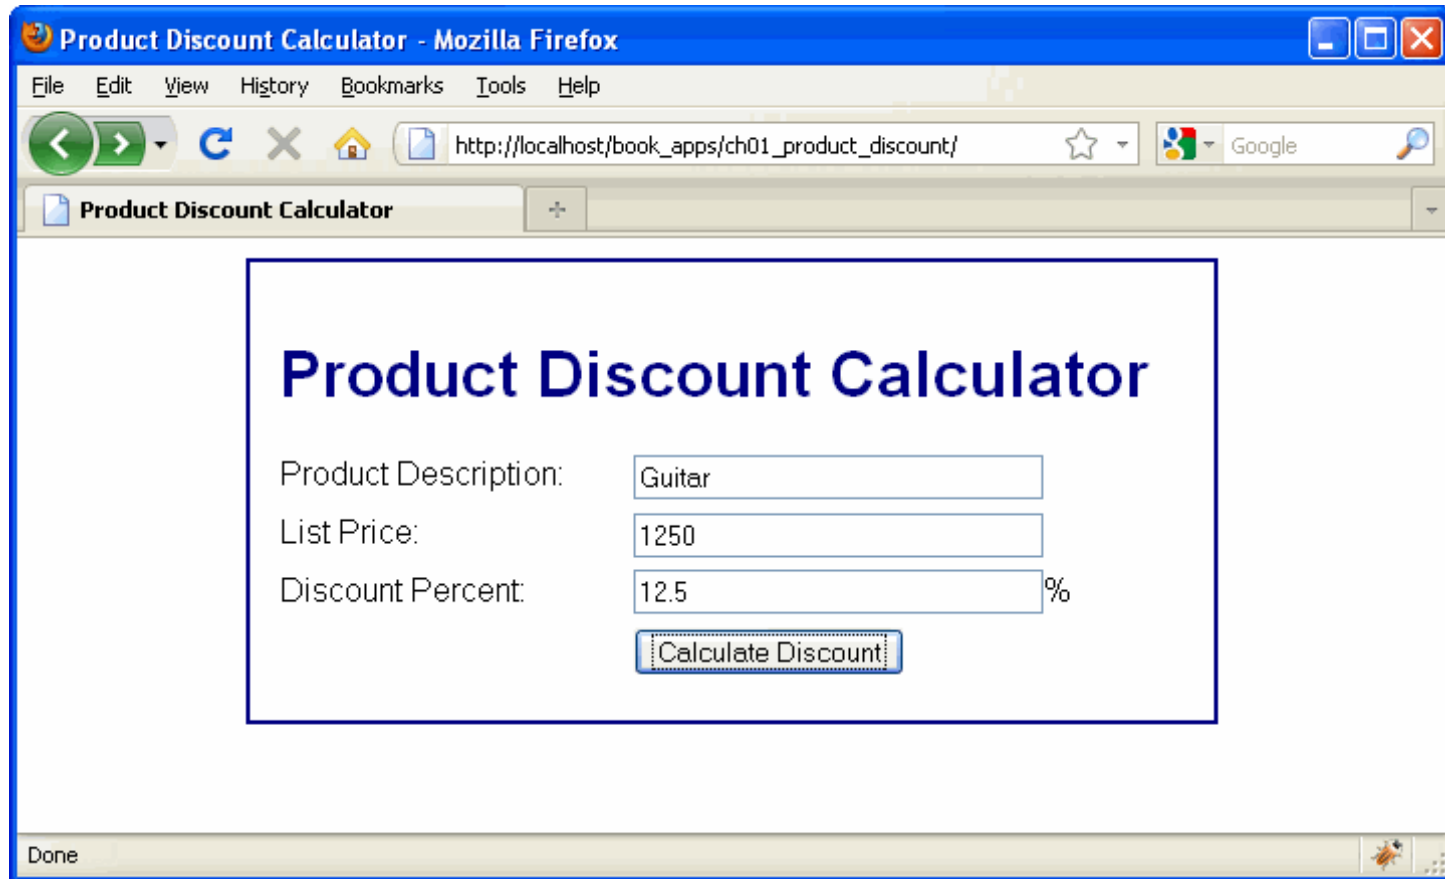 Product Discount Calculator - Mozilla Firefox
File Edit View History Bookmarks Tools Help
http://localhost/book_apps/ch01_product_discount/ Google
Product Discount Calculator
Product Discount Calculator
Product Description: Guitar
List Price: 1250
Discount Percent: 12.5 %
Calculate Discount
Done